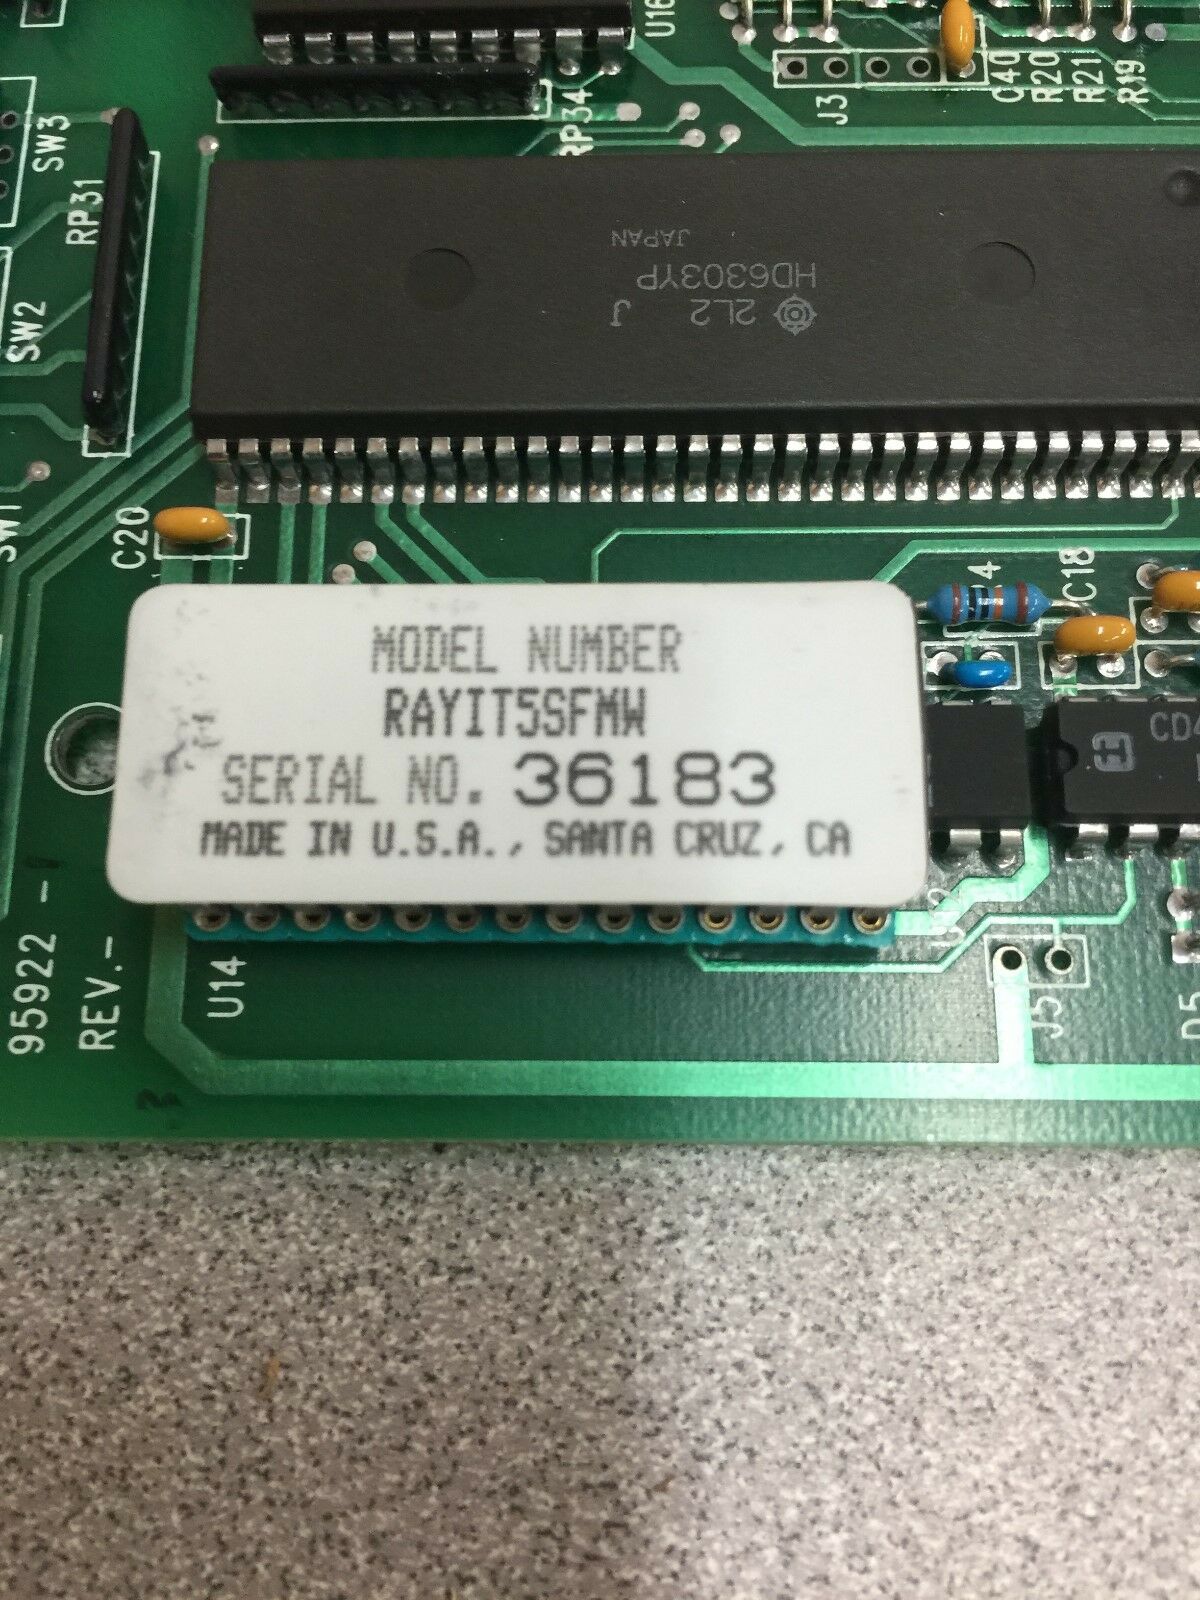 U16
J3
C40
R20
R21
R19
RP34
SW3
RP31
SW2
JAPAN
HD6303YP
2L2 J
SW1
C20
C18
MODEL NUMBER
RAYIT5SFMW
SERIAL NO. 36183
MADE IN U.S.A., SANTA CRUZ, CA
95922 -
REV.-
U14
J5
D5